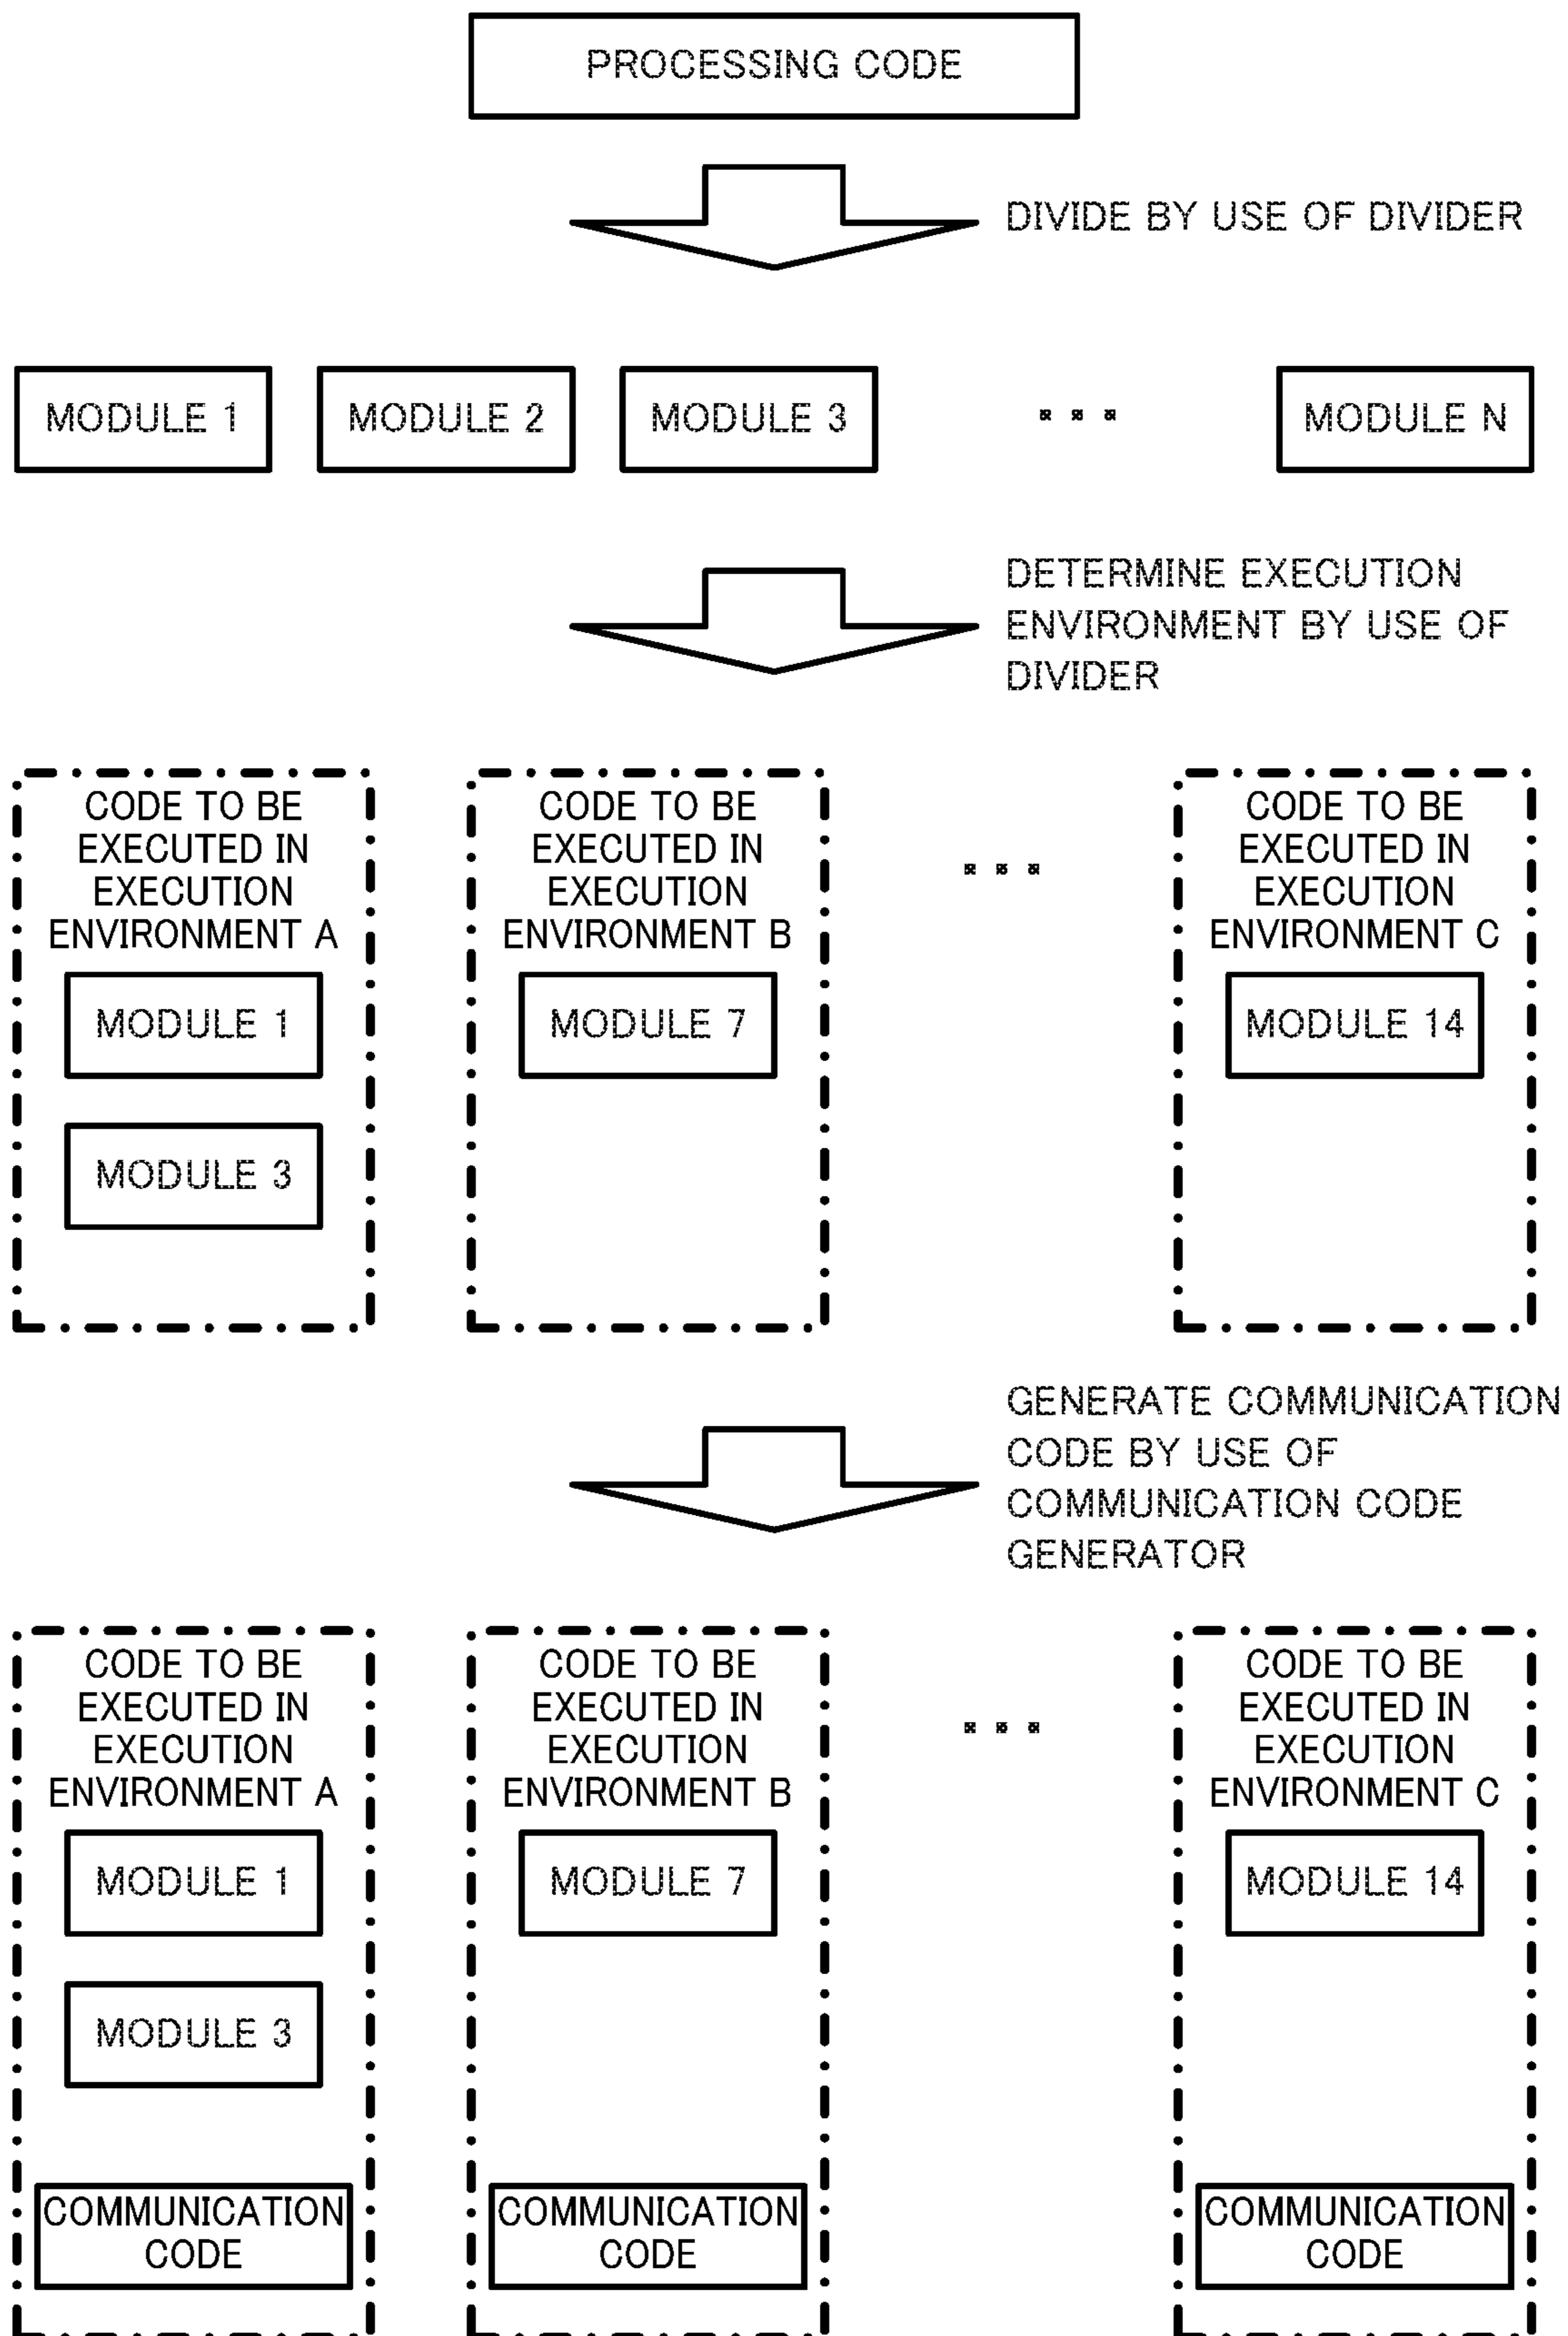 PROCESSING CODE
DIVIDE BY USE OF DIVIDER
MODULE 1
MODULE 2
MODULE 3
...
MODULE N
DETERMINE EXECUTION
ENVIRONMENT BY USE OF
DIVIDER
CODE TO BE
EXECUTED IN
EXECUTION
ENVIRONMENT A
MODULE 1
MODULE 3
CODE TO BE
EXECUTED IN
EXECUTION
ENVIRONMENT B
MODULE 7
...
CODE TO BE
EXECUTED IN
EXECUTION
ENVIRONMENT C
MODULE 14
GENERATE COMMUNICATION
CODE BY USE OF
COMMUNICATION CODE
GENERATOR
CODE TO BE
EXECUTED IN
EXECUTION
ENVIRONMENT A
MODULE 1
MODULE 3
COMMUNICATION
CODE
CODE TO BE
EXECUTED IN
EXECUTION
ENVIRONMENT B
MODULE 7
COMMUNICATION
CODE
...
CODE TO BE
EXECUTED IN
EXECUTION
ENVIRONMENT C
MODULE 14
COMMUNICATION
CODE